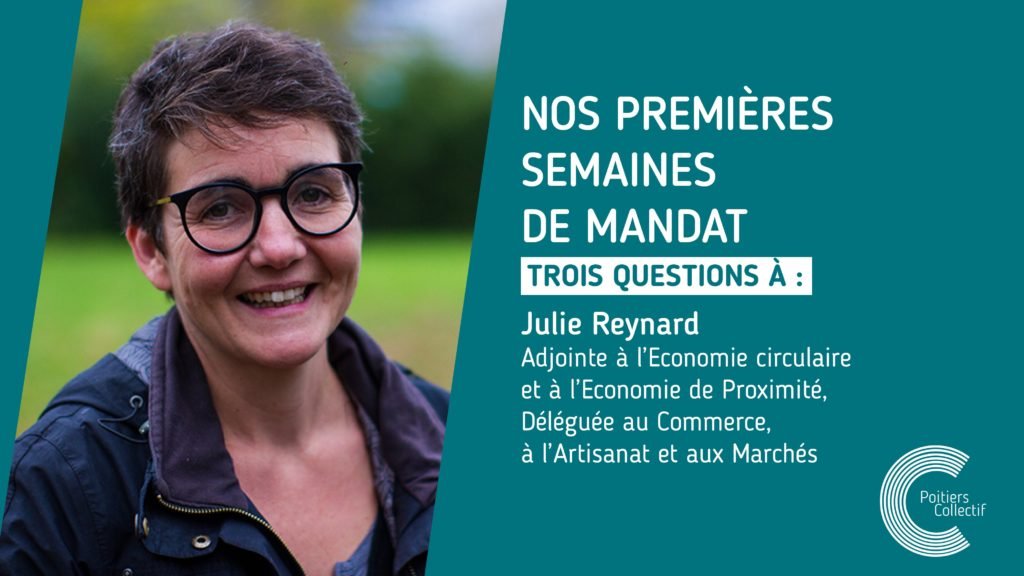 NOS PREMIÈRES
SEMAINES
DE MANDAT
TROIS QUESTIONS À :
Julie Reynard
Adjointe à l'Economie circulaire
et à l'Economie de Proximité,
Déléguée au Commerce,
à l'Artisanat et aux Marchés
Poitiers
Collectif